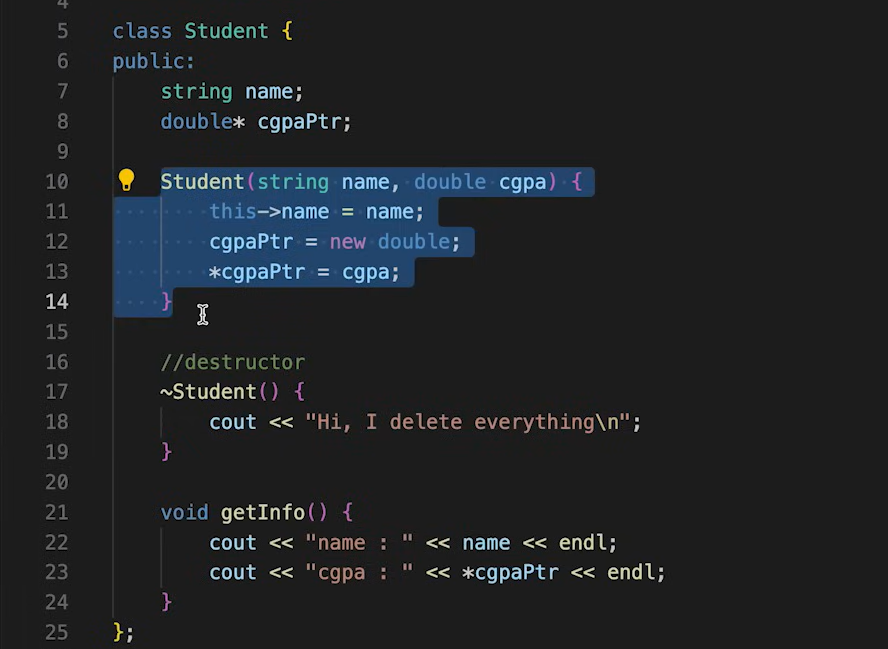 4
5 class Student {
6 public:
7 string name;
8 double* cgpaPtr;
9
10 Student(string name, double cgpa) {
11 this->name = name;
12 cgpaPtr = new double;
13 *cgpaPtr = cgpa;
14 }
15
16 //destructor
17 ~Student() {
18 cout << "Hi, I delete everything\n";
19 }
20
21 void getInfo() {
22 cout << "name : " << name << endl;
23 cout << "cgpa : " << *cgpaPtr << endl;
24 }
25 };